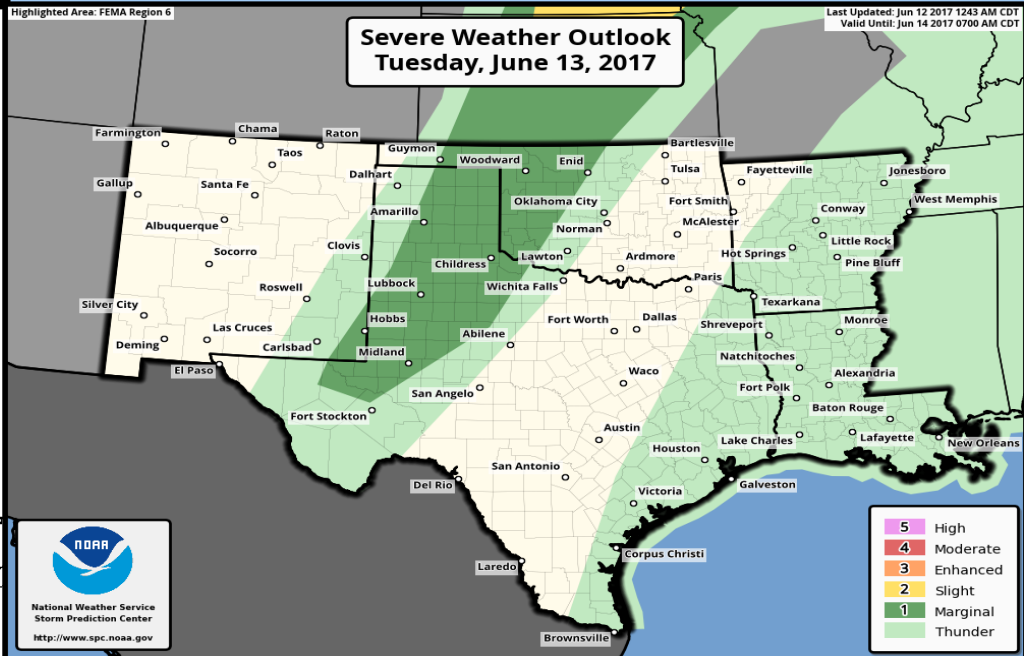 Highlighted Area: FEMA Region 6
Last Updated: Jun 12 2017 1243 AM CDT
Valid Until: Jun 14 2017 0700 AM CDT
Severe Weather Outlook
Tuesday, June 13, 2017
Farmington
Chama
Raton
Guymon
Woodward
Enid
Bartlesville
Taos
Dalhart
Tulsa
Fayetteville
Jonesboro
Gallup
Santa Fe
Amarillo
Oklahoma City
Fort Smith
West Memphis
Albuquerque
Norman
McAlester
Conway
Socorro
Clovis
Childress
Lawton
Ardmore
Hot Springs
Little Rock
Pine Bluff
Roswell
Lubbock
Wichita Falls
Paris
Texarkana
Silver City
Las Cruces
Hobbs
Abilene
Fort Worth
Dallas
Shreveport
Monroe
Deming
Carlsbad
Midland
Natchitoches
El Paso
San Angelo
Waco
Fort Polk
Alexandria
Fort Stockton
Austin
Baton Rouge
Houston
Lake Charles
Lafayette
New Orleans
Del Rio
San Antonio
Victoria
Galveston
Laredo
Corpus Christi
Brownsville
NOAA
National Weather Service
Storm Prediction Center
http://www.spc.noaa.gov
5 High
4 Moderate
3 Enhanced
2 Slight
1 Marginal
Thunder